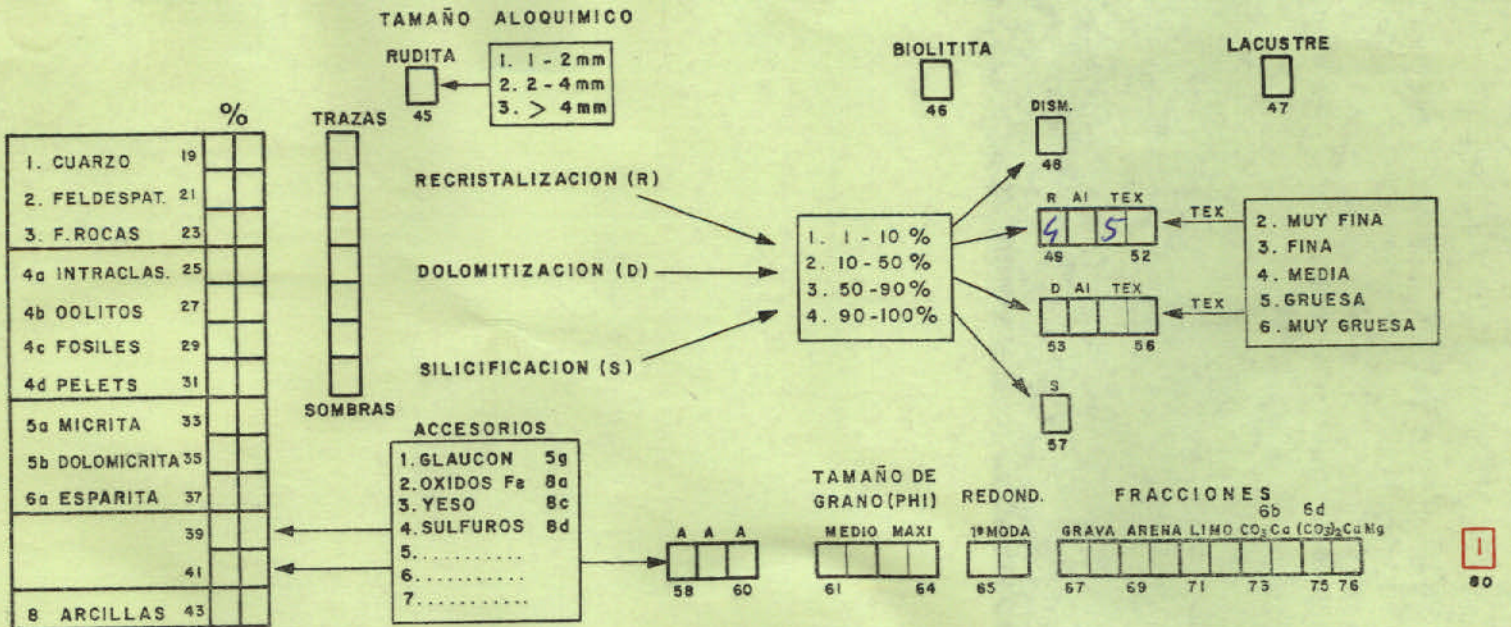 TAMAÑO ALOQUIMICO
RUDITA
45
1. 1 - 2 mm
2. 2 - 4 mm
3. > 4 mm
BIOLITITA
46
LACUSTRE
47
%
1. CUARZO 19
2. FELDESPAT. 21
3. F. ROCAS 23
4a INTRACLAS. 25
4b OOLITOS 27
4c FOSILES 29
4d PELETS 31
5a MICRITA 33
5b DOLOMICRITA 35
6a ESPARITA 37
39
41
8 ARCILLAS 43
TRAZAS
SOMBRAS
RECRISTALIZACION (R)
DOLOMITIZACION (D)
SILICIFICACION (S)
1. 1 - 10 %
2. 10 - 50 %
3. 50 - 90 %
4. 90 - 100 %
DISM.
48
R AI TEX
4 5
49 52
TEX
D AI TEX
53 56
TEX
2. MUY FINA
3. FINA
4. MEDIA
5. GRUESA
6. MUY GRUESA
S
57
ACCESORIOS
1. GLAUCON 5g
2. OXIDOS Fe 8a
3. YESO 8c
4. SULFUROS 8d
5. ..........
6. ..........
7. ..........
A A A
58 60
TAMAÑO DE
GRANO (PHI)
MEDIO MAXI
61 64
REDOND.
1ª MODA
65
FRACCIONES
6b 6d
GRAVA ARENA LIMO CO3Ca (CO3)2CaMg
67 69 71 73 75 76
1
80